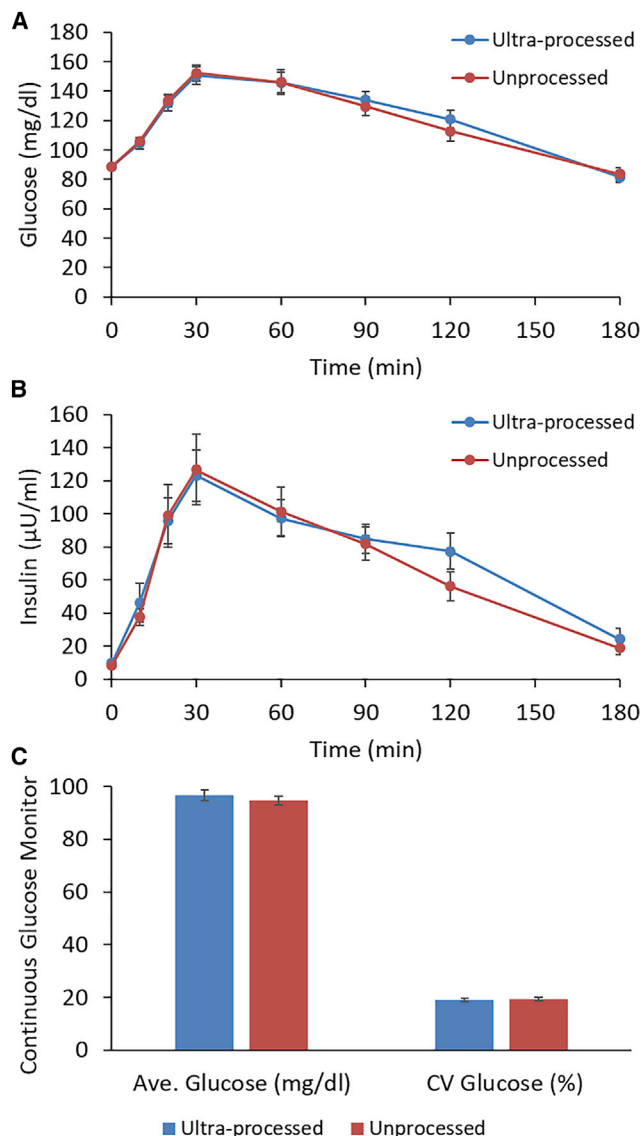 A
180
160
140
120
100
80
60
40
20
0
Glucose (mg/dl)
Ultra-processed
Unprocessed
0 30 60 90 120 150 180
Time (min)
B
160
140
120
100
80
60
40
20
0
Insulin (µU/ml)
Ultra-processed
Unprocessed
0 30 60 90 120 150 180
Time (min)
C
100
80
60
40
20
0
Continuous Glucose Monitor
Ave. Glucose (mg/dl) CV Glucose (%)
Ultra-processed Unprocessed